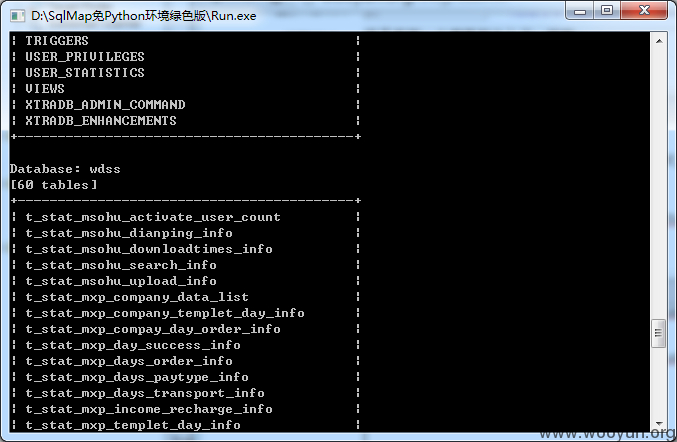 D:\SqlMap免Python环境绿色版\Run.exe
¦ TRIGGERS ¦
¦ USER_PRIVILEGES ¦
¦ USER_STATISTICS ¦
¦ VIEWS ¦
¦ XTRADB_ADMIN_COMMAND ¦
¦ XTRADB_ENHANCEMENTS ¦
+-----------------------------------------+
Database: wdss
[60 tables]
+-----------------------------------------+
¦ t_stat_msohu_activate_user_count ¦
¦ t_stat_msohu_dianping_info ¦
¦ t_stat_msohu_downloadtimes_info ¦
¦ t_stat_msohu_search_info ¦
¦ t_stat_msohu_upload_info ¦
¦ t_stat_mxp_company_data_list ¦
¦ t_stat_mxp_company_templet_day_info ¦
¦ t_stat_mxp_compay_day_order_info ¦
¦ t_stat_mxp_day_success_info ¦
¦ t_stat_mxp_days_order_info ¦
¦ t_stat_mxp_days_paytype_info ¦
¦ t_stat_mxp_days_transport_info ¦
¦ t_stat_mxp_income_recharge_info ¦
¦ t_stat_mxp_templet_day_info ¦
www.wooyun.org